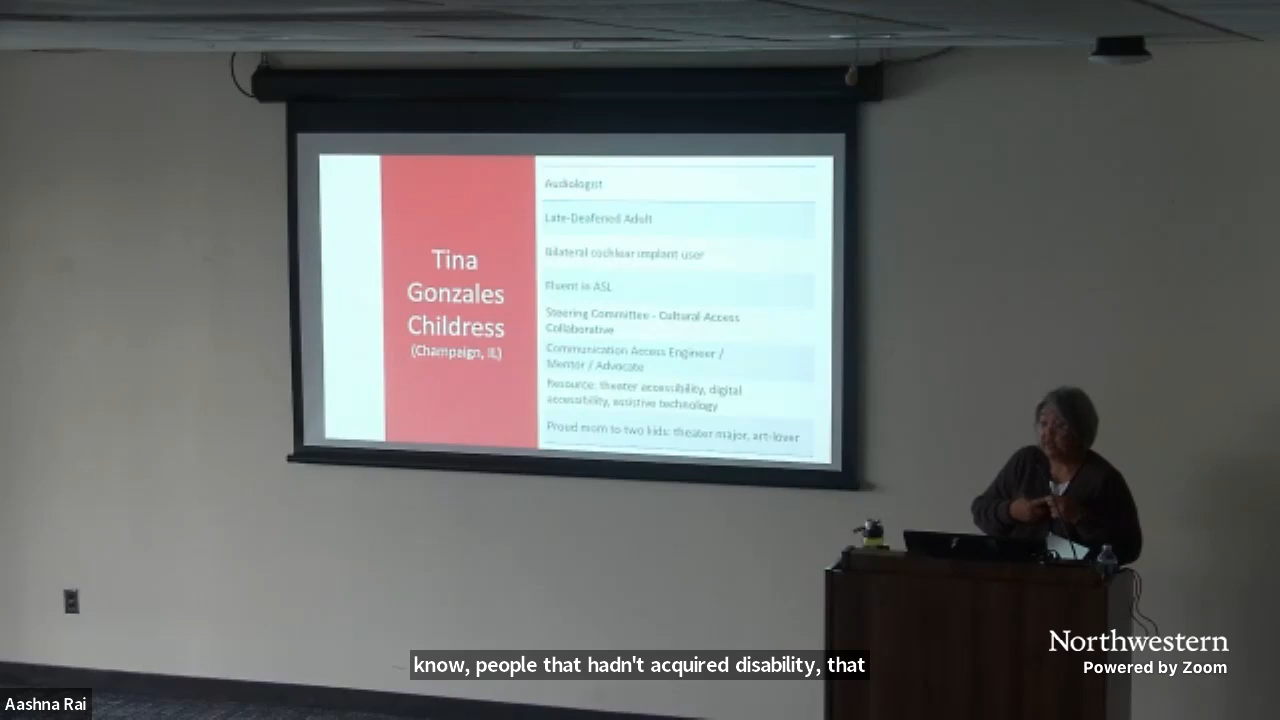 Tina
Gonzales
Childress
(Champaign, IL)
Audiologist
Late-Deafened Adult
Bilateral cochlear implant user
Fluent in ASL
Steering Committee - Cultural Access
Collaborative
Communication Access Engineer /
Mentor / Advocate
Resource: theater accessibility, digital
accessibility, assistive technology
Proud mom to two kids: theater major, art-lover
know, people that hadn't acquired disability, that
Northwestern
Powered by Zoom
Aashna Rai